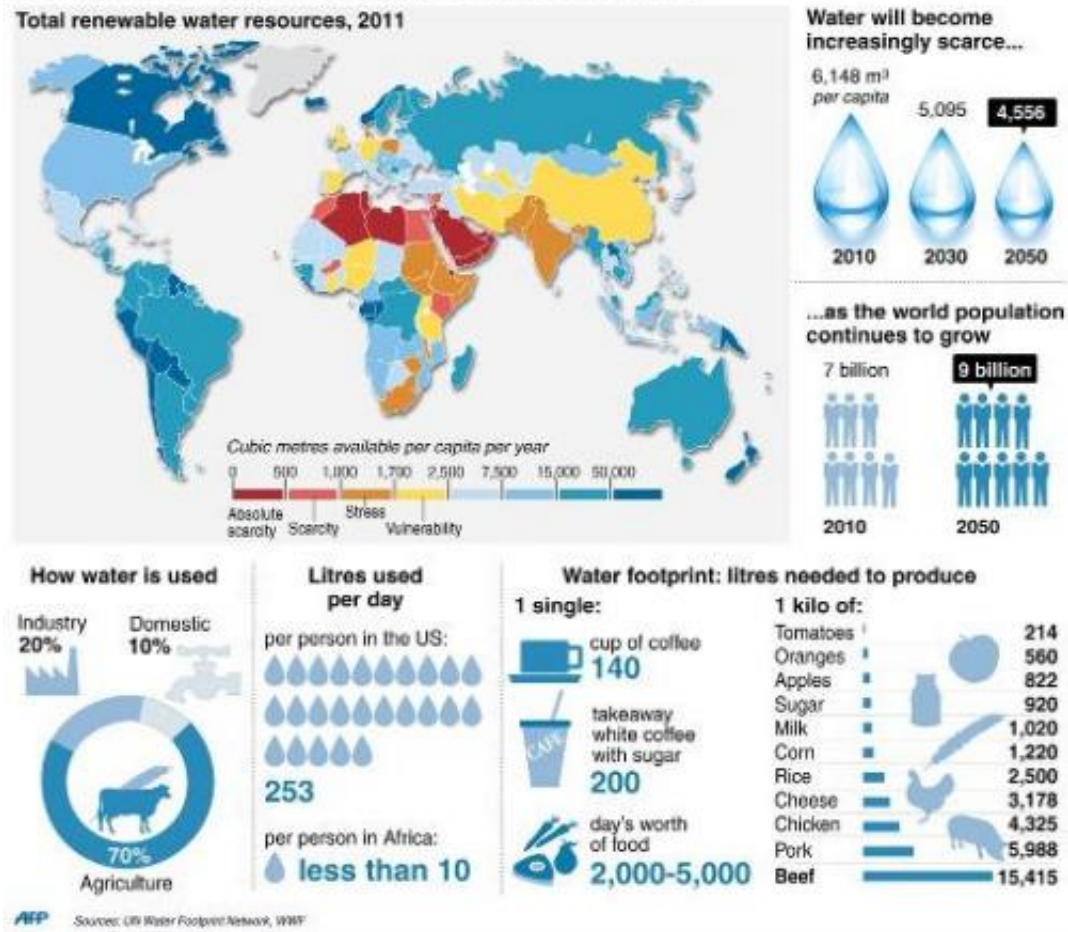 Total renewable water resources, 2011
Cubic metres available per capita per year
0 500 1,000 1,700 2,500 7,500 15,000 50,000
Absolute
scarcity
Scarcity
Stress
Vulnerability
Water will become
increasingly scarce...
6,148 m³
per capita
5,095
4,556
2010 2030 2050
...as the world population
continues to grow
7 billion
9 billion
2010 2050
How water is used
Industry
20%
Domestic
10%
70%
Agriculture
Litres used
per day
per person in the US:
253
per person in Africa:
less than 10
Water footprint: litres needed to produce
1 single:
cup of coffee
140
CAFE
takeaway
white coffee
with sugar
200
day's worth
of food
2,000-5,000
1 kilo of:
Tomatoes 214
Oranges 560
Apples 822
Sugar 920
Milk 1,020
Corn 1,220
Rice 2,500
Cheese 3,178
Chicken 4,325
Pork 5,988
Beef 15,415
AFP Sources: UN Water Footprint Network, WWF